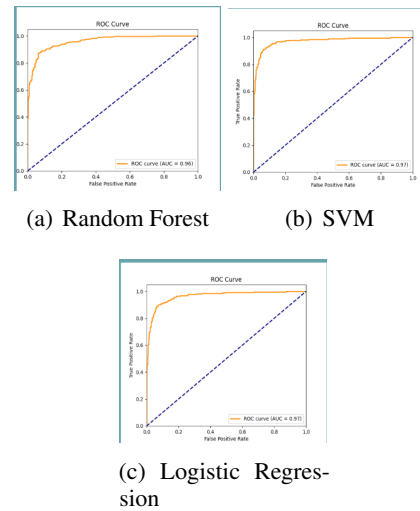 ROC Curve
1.0
0.8
0.6
0.4
0.2
0.0
0.0 0.2 0.4 0.6 0.8 1.0
False Positive Rate
ROC curve (AUC = 0.96)
(a) Random Forest
ROC Curve
True Positive Rate
1.0
0.8
0.6
0.4
0.2
0.0
0.0 0.2 0.4 0.6 0.8 1.0
False Positive Rate
ROC curve (AUC = 0.97)
(b) SVM
ROC Curve
True Positive Rate
1.0
0.8
0.6
0.4
0.2
0.0
0.0 0.2 0.4 0.6 0.8 1.0
False Positive Rate
ROC curve (AUC = 0.97)
(c) Logistic Regres-
sion